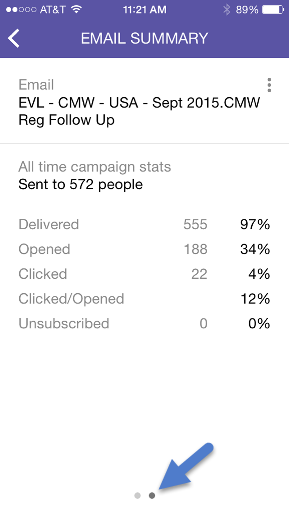 AT&T 11:21 AM 89%
EMAIL SUMMARY
Email
EVL - CMW - USA - Sept 2015.CMW
Reg Follow Up
All time campaign stats
Sent to 572 people
Delivered 555 97%
Opened 188 34%
Clicked 22 4%
Clicked/Opened 12%
Unsubscribed 0 0%